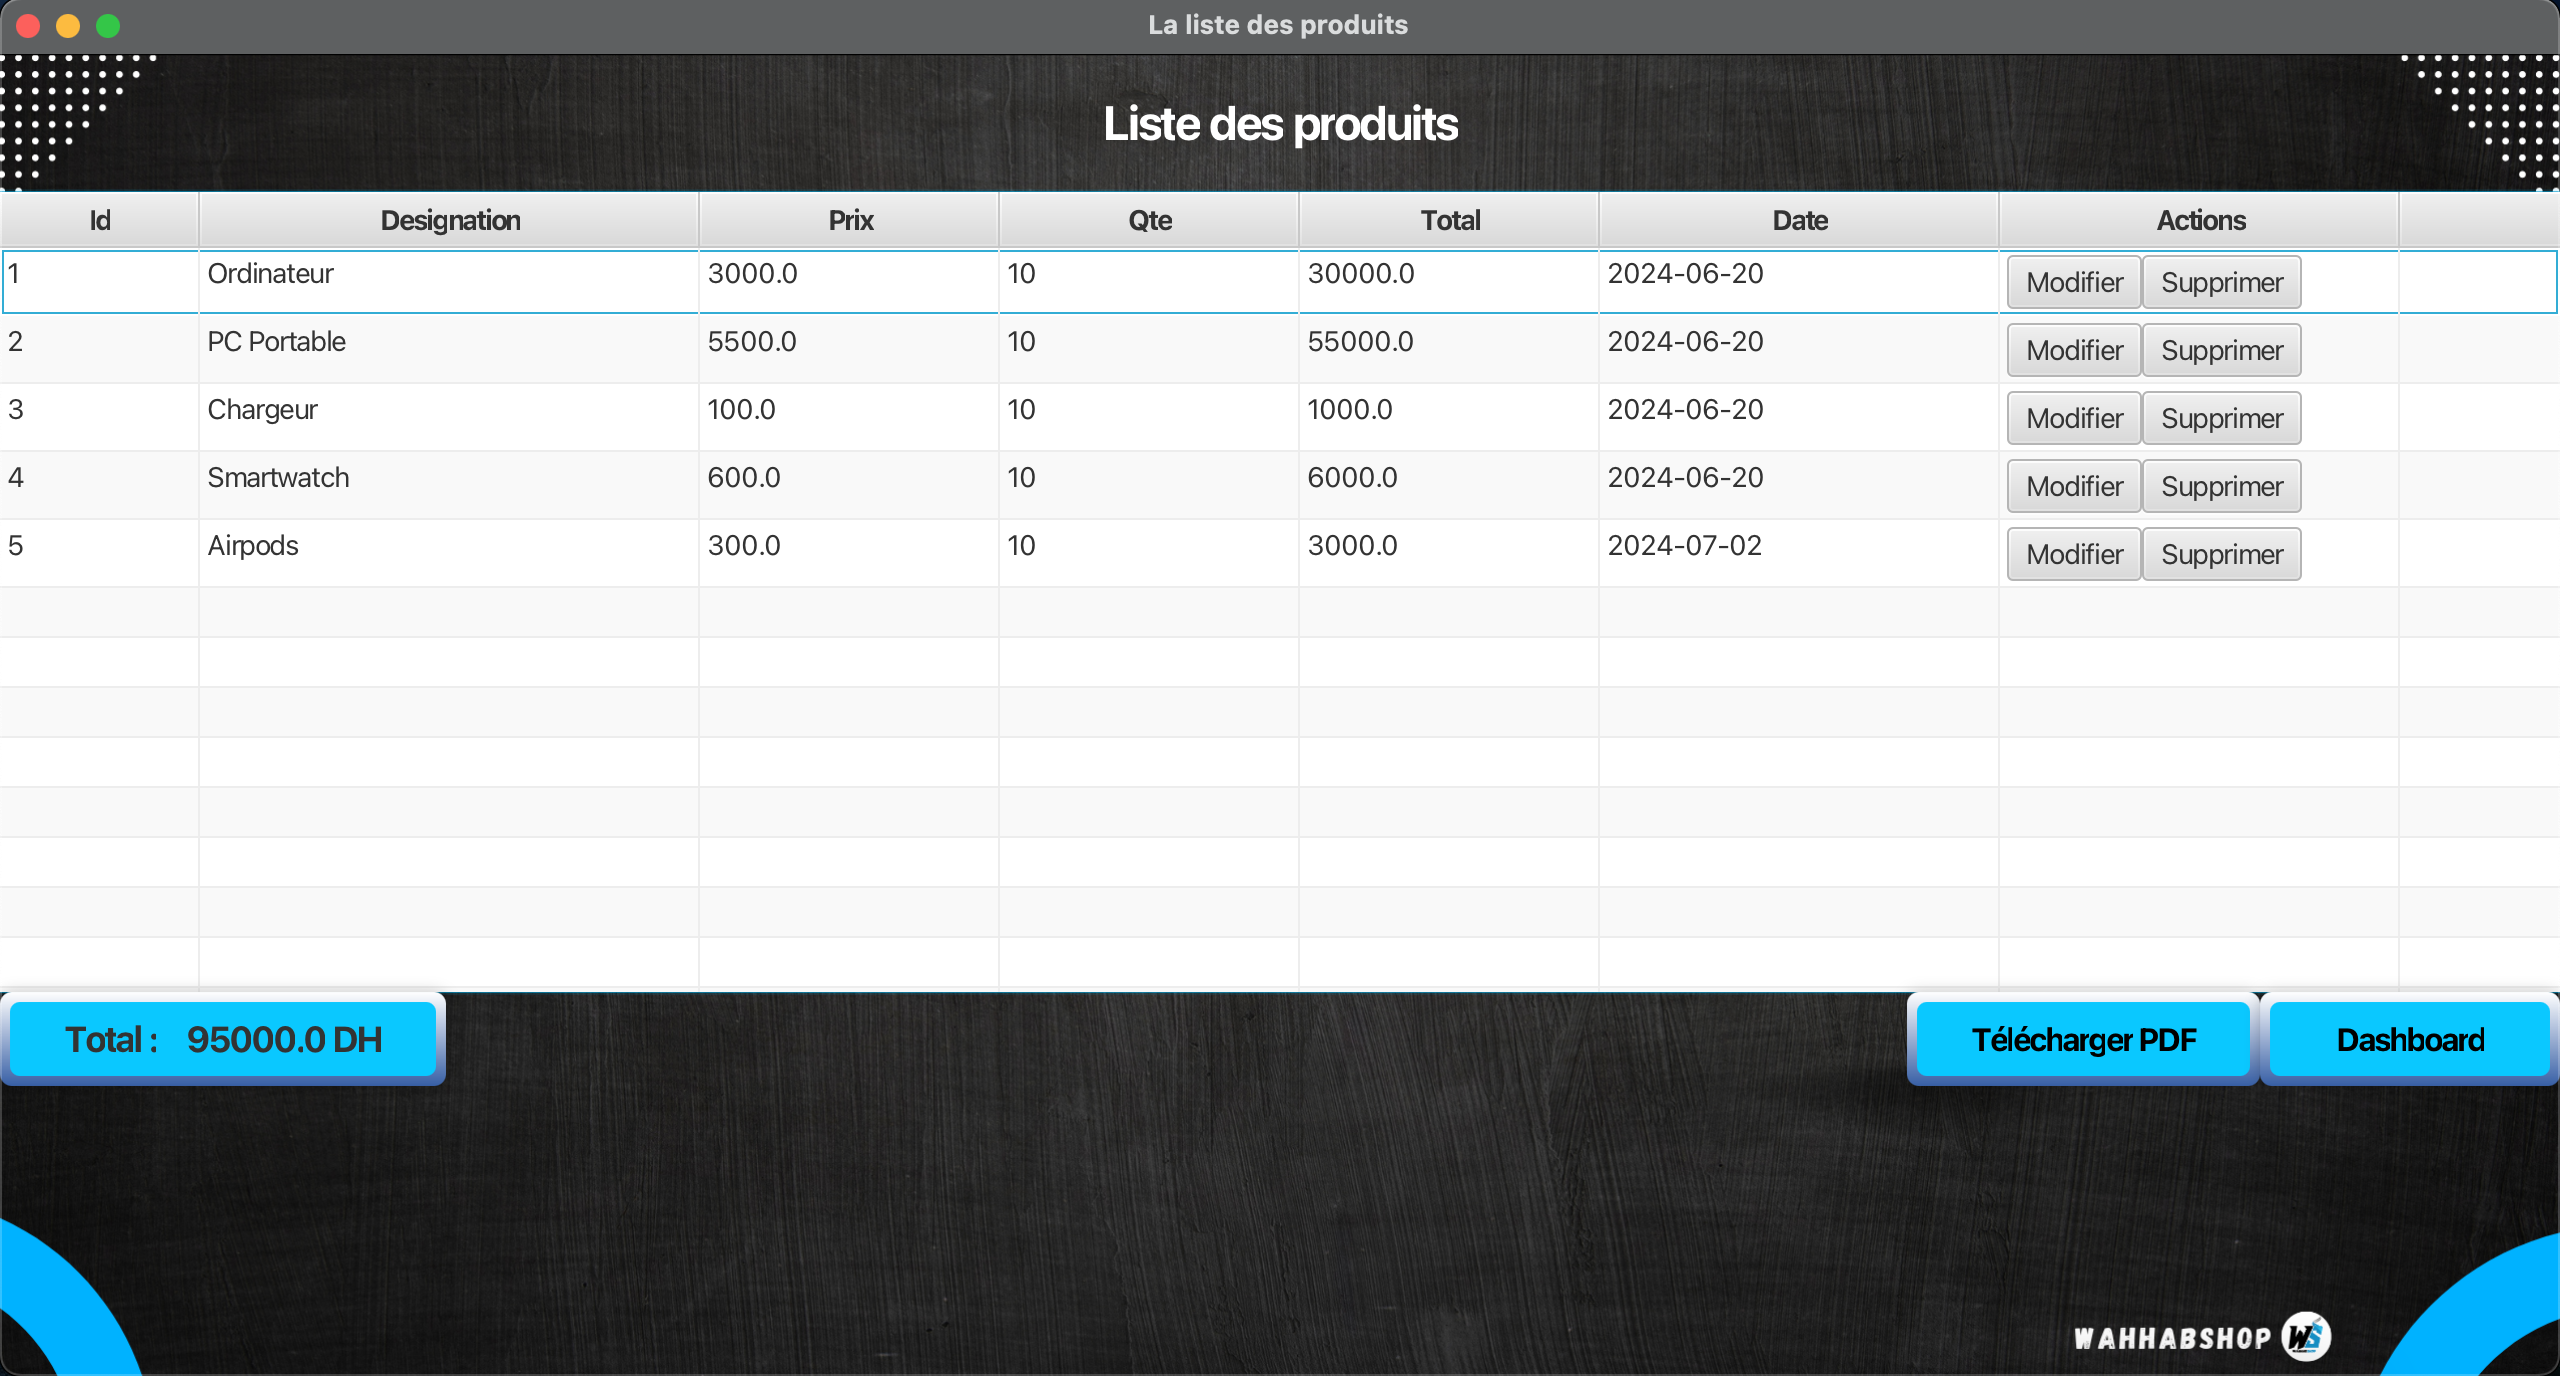 La liste des produits
Liste des produits
Id Designation Prix Qte Total Date Actions
1 Ordinateur 3000.0 10 30000.0 2024-06-20 Modifier Supprimer
2 PC Portable 5500.0 10 55000.0 2024-06-20 Modifier Supprimer
3 Chargeur 100.0 10 1000.0 2024-06-20 Modifier Supprimer
4 Smartwatch 600.0 10 6000.0 2024-06-20 Modifier Supprimer
5 Airpods 300.0 10 3000.0 2024-07-02 Modifier Supprimer
Total : 95000.0 DH Télécharger PDF Dashboard
WAHHABSHOP WS